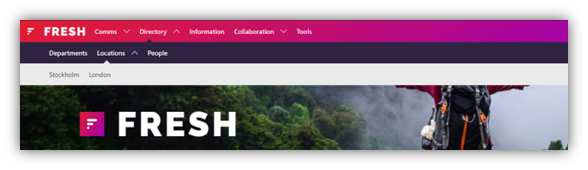 FRESH Comms Directory Information Collaboration Tools
Departments Locations People
Stockholm London
FRESH